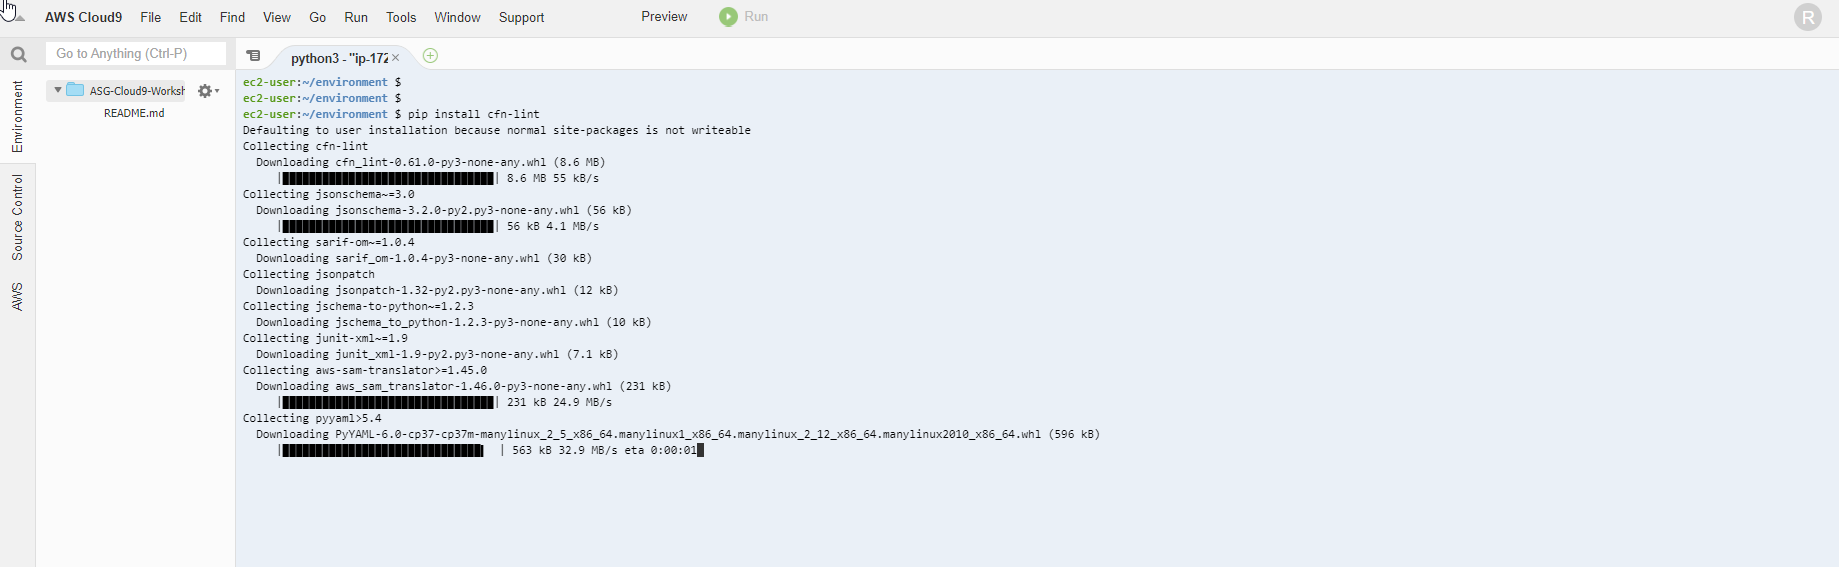 AWS Cloud9 File Edit Find View Go Run Tools Window Support Preview Run R
Go to Anything (Ctrl-P)
python3 - "ip-172
Environment
Source Control
AWS
ASG-Cloud9-Worksh
README.md
ec2-user:~/environment $
ec2-user:~/environment $
ec2-user:~/environment $ pip install cfn-lint
Defaulting to user installation because normal site-packages is not writeable
Collecting cfn-lint
Downloading cfn_lint-0.61.0-py3-none-any.whl (8.6 MB)
|████████████████████████████████| 8.6 MB 55 kB/s
Collecting jsonschema~=3.0
Downloading jsonschema-3.2.0-py2.py3-none-any.whl (56 kB)
|████████████████████████████████| 56 kB 4.1 MB/s
Collecting sarif-om~=1.0.4
Downloading sarif_om-1.0.4-py3-none-any.whl (30 kB)
Collecting jsonpatch
Downloading jsonpatch-1.32-py2.py3-none-any.whl (12 kB)
Collecting jschema-to-python~=1.2.3
Downloading jschema_to_python-1.2.3-py3-none-any.whl (10 kB)
Collecting junit-xml~=1.9
Downloading junit_xml-1.9-py2.py3-none-any.whl (7.1 kB)
Collecting aws-sam-translator>=1.45.0
Downloading aws_sam_translator-1.46.0-py3-none-any.whl (231 kB)
|████████████████████████████████| 231 kB 24.9 MB/s
Collecting pyyaml>5.4
Downloading PyYAML-6.0-cp37-cp37m-manylinux_2_5_x86_64.manylinux1_x86_64.manylinux_2_12_x86_64.manylinux2010_x86_64.whl (596 kB)
|██████████████████████████████▎ | 563 kB 32.9 MB/s eta 0:00:01